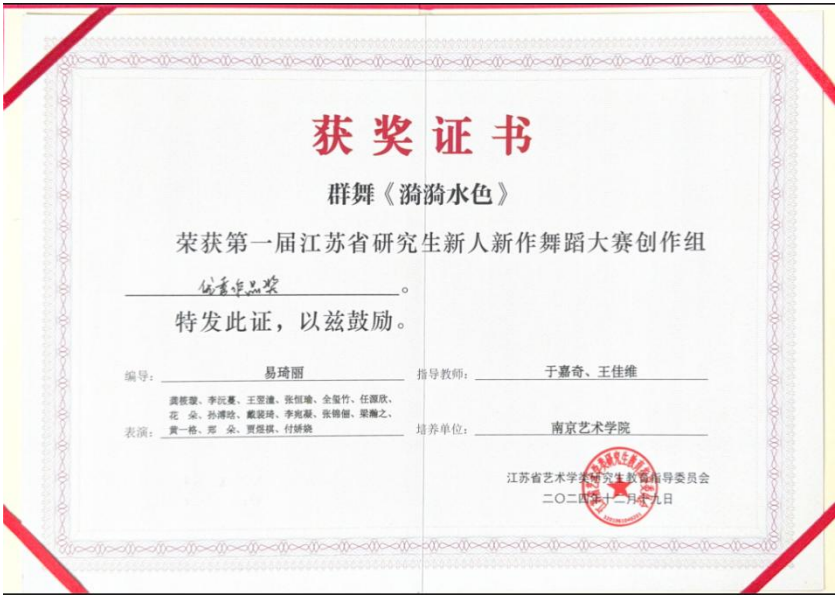 获奖证书
群舞《漪漪水色》
荣获第一届江苏省研究生新人新作舞蹈大赛创作组
优秀作品奖。
特发此证，以兹鼓励。
编导：易琦丽
指导教师：于嘉奇、王佳维
龚筱璇、李沅蔓、王翌潼、张恒瑜、全玺竹、任源欣、
花 朵、孙溥晗、戴裴琦、李宛凝、张锦俪、梁瀚之、
表演：黄一格、郑 朵、贾煜祺、付娇娆
培养单位：南京艺术学院
江苏省艺术学类研究生教育指导委员会
二〇二四年十二月十九日